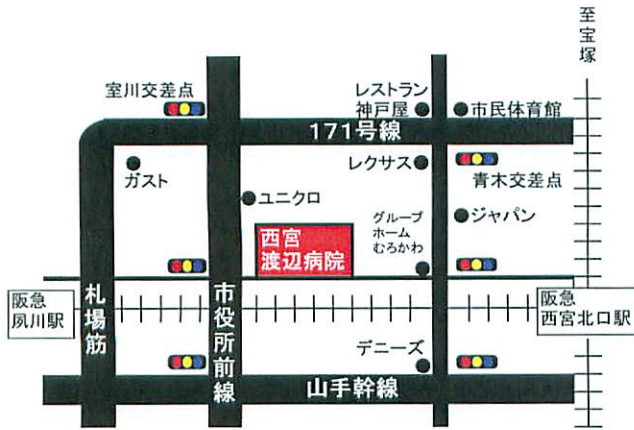 至宝塚
室川交差点
レストラン
神戸屋
市民体育館
171号線
ガスト
レクサス
青木交差点
ユニクロ
ジャパン
グループ
ホーム
むろかわ
西宮
渡辺病院
阪急
夙川駅
札場筋
市役所前線
阪急
西宮北口駅
デニーズ
山手幹線